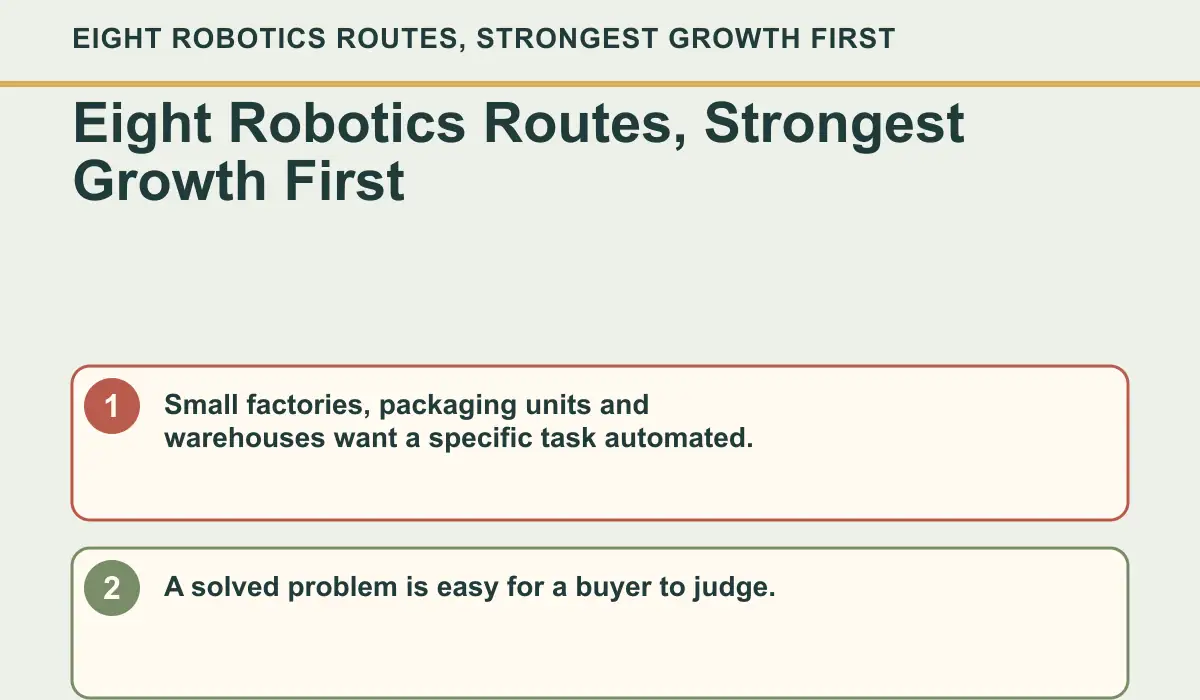 EIGHT ROBOTICS ROUTES, STRONGEST GROWTH FIRST
Eight Robotics Routes, Strongest
Growth First
1
Small factories, packaging units and
warehouses want a specific task automated.
2
A solved problem is easy for a buyer to judge.